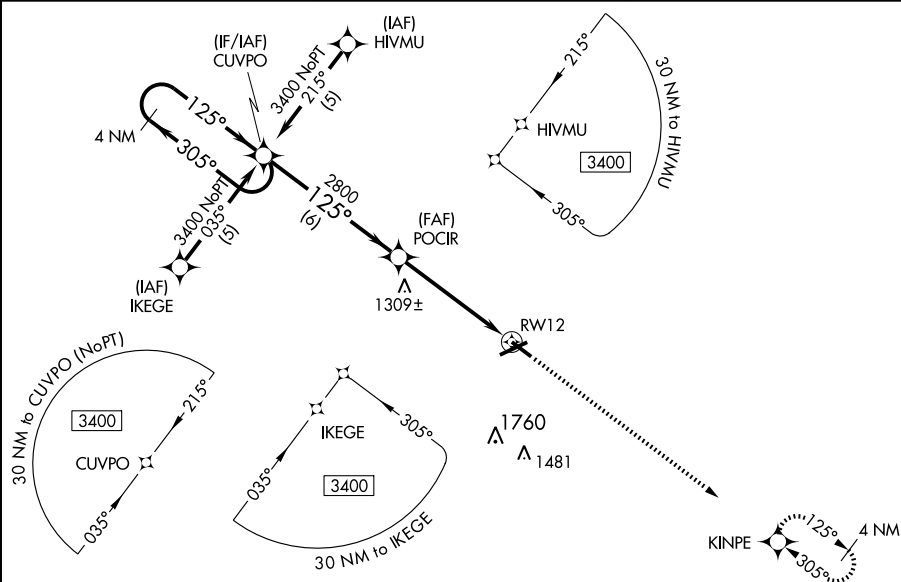 (IAF)
HIVMU
(IF/IAF)
CUVPO
3400 NoPT
215°
(5)
4 NM
125°
305°
3400 NoPT
035°
(5)
(IAF)
IKEGE
2800
125°
(6)
(FAF)
POCIR
1309±
RW12
1760
1481
KINPE
125°
305°
4 NM
30 NM to HIVMU
215°
HIVMU
3400
305°
30 NM to CUVPO (NoPT)
3400
215°
CUVPO
035°
IKEGE
305°
035°
3400
30 NM to IKEGE